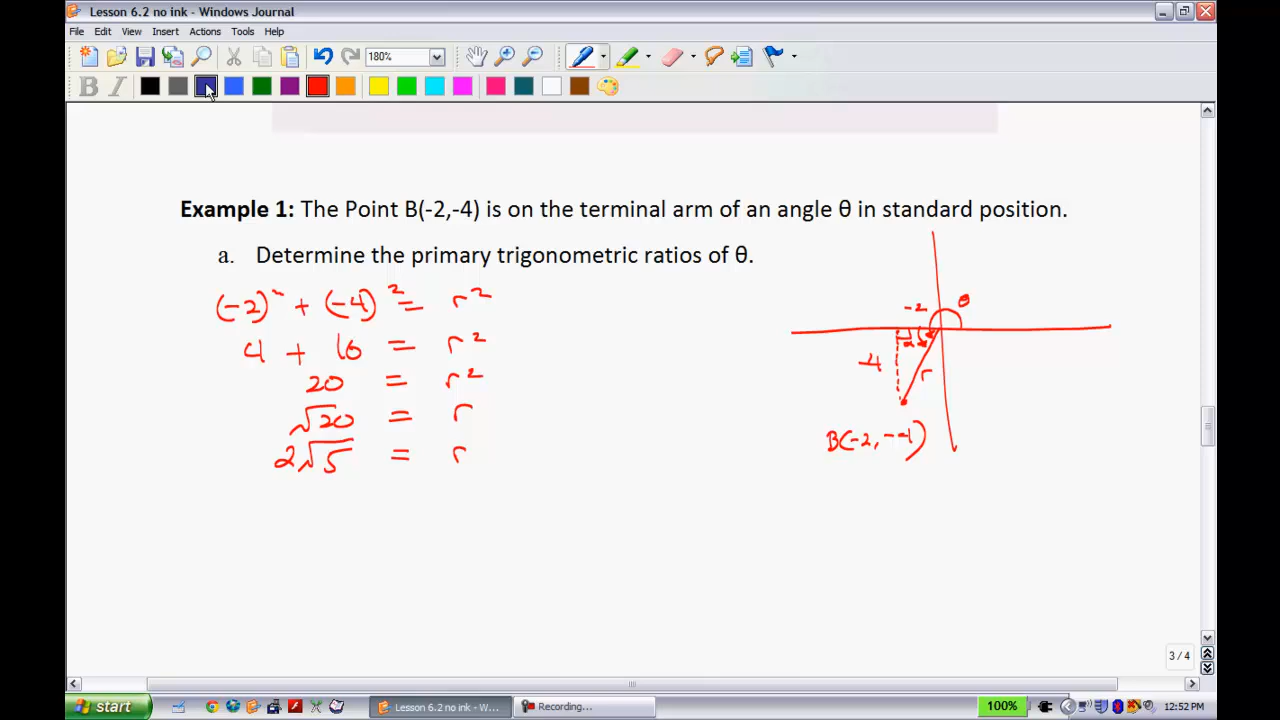 Lesson 6.2 no ink - Windows Journal
File Edit View Insert Actions Tools Help
180%
B I
Example 1: The Point B(-2,-4) is on the terminal arm of an angle θ in standard position.
a. Determine the primary trigonometric ratios of θ.
(-2)² + (-4)² = r²
4 + 16 = r²
20 = r²
√20 = r
2√5 = r
-2 θ
-4 r
B(-2, -4)
3 / 4
start Lesson 6.2 no ink - W... Recording... 100% 12:52 PM